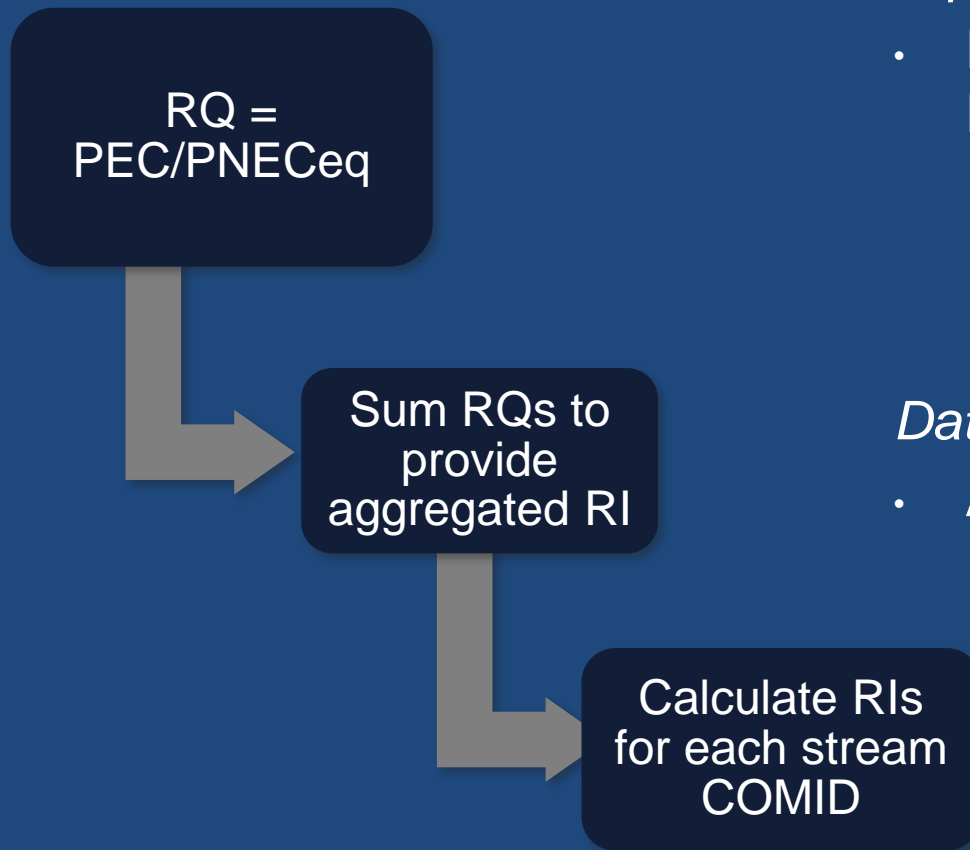 RQ =
PEC/PNECeq
Sum RQs to
provide
aggregated RI
Calculate RIs
for each stream
COMID